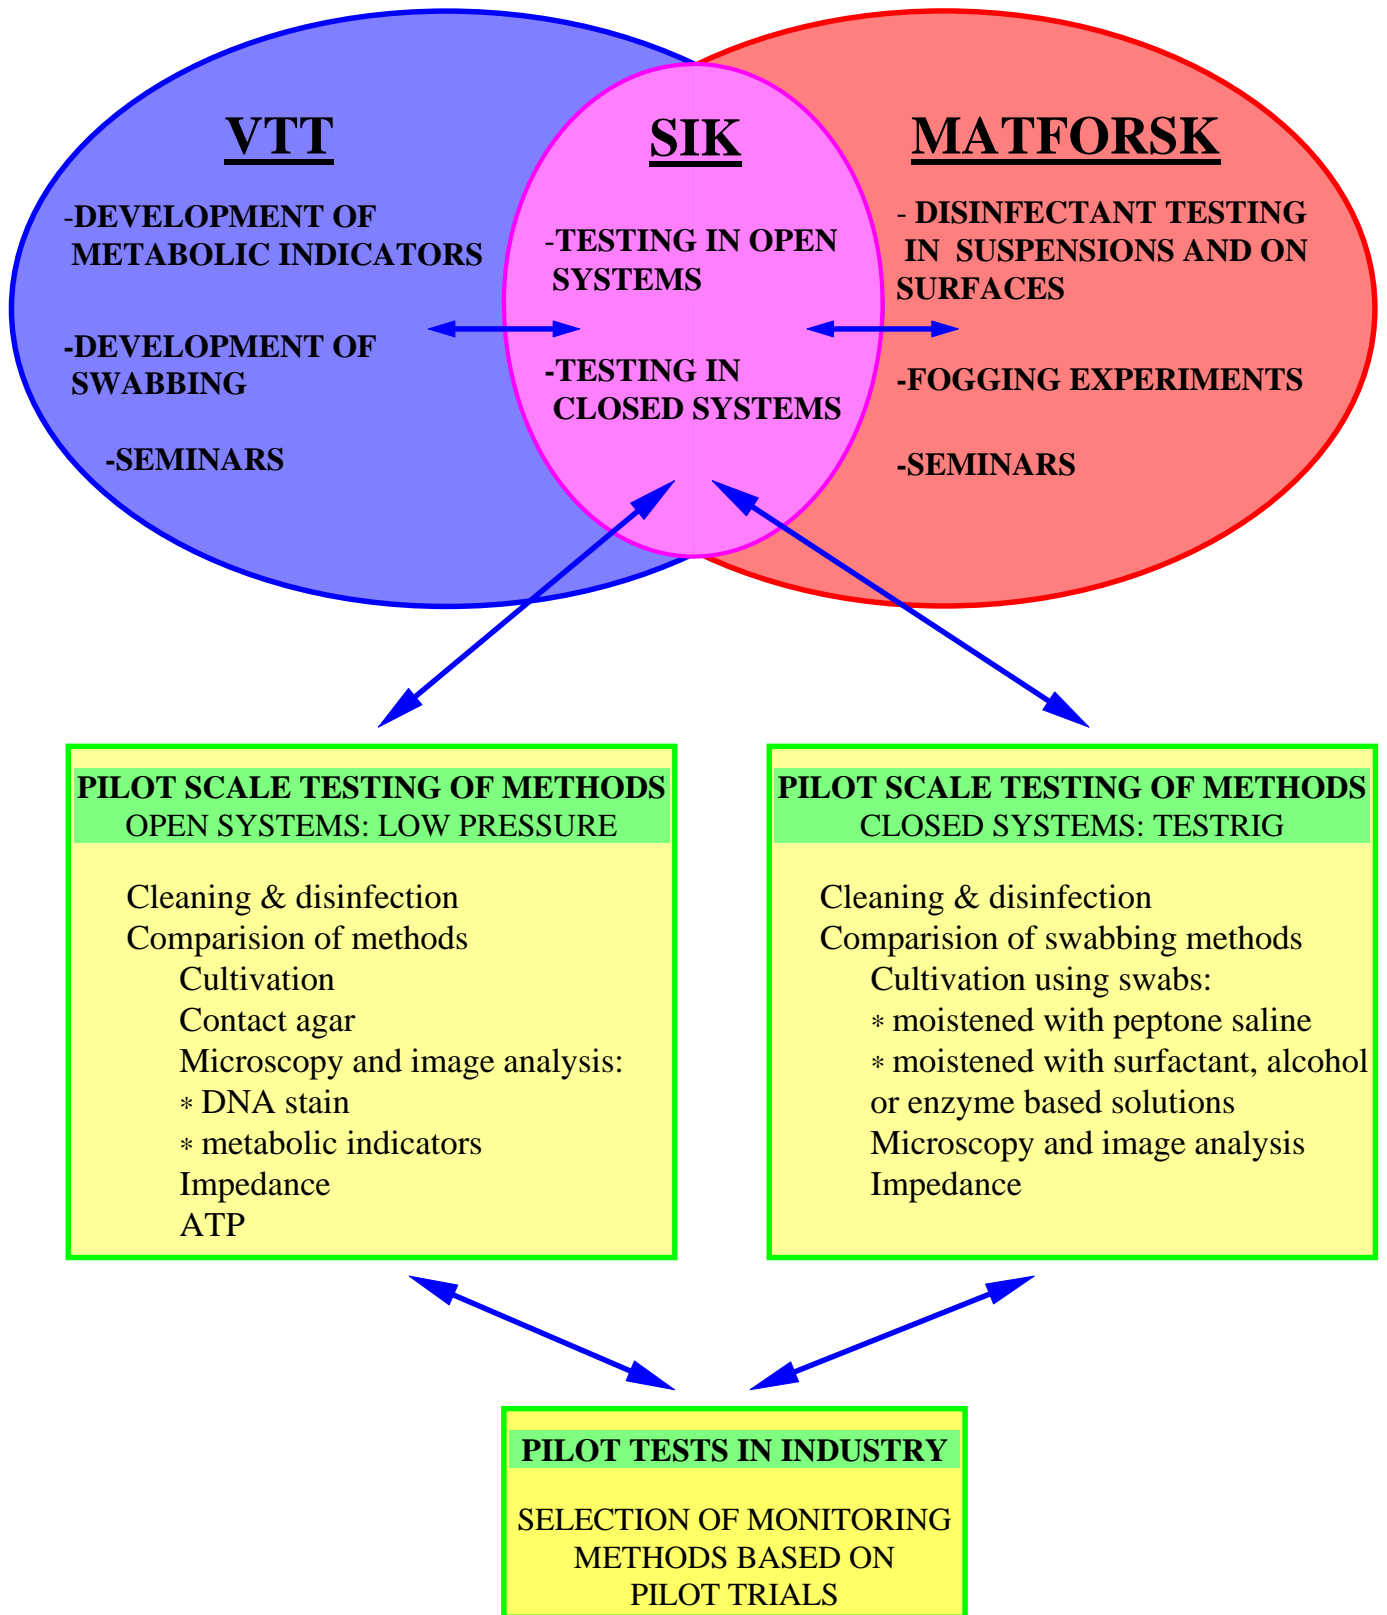 VTT
-DEVELOPMENT OF
METABOLIC INDICATORS
-DEVELOPMENT OF
SWABBING
-SEMINARS
SIK
-TESTING IN OPEN
SYSTEMS
-TESTING IN
CLOSED SYSTEMS
MATFORSK
- DISINFECTANT TESTING
IN SUSPENSIONS AND ON
SURFACES
-FOGGING EXPERIMENTS
-SEMINARS
PILOT SCALE TESTING OF METHODS
OPEN SYSTEMS: LOW PRESSURE
Cleaning & disinfection
Comparision of methods
Cultivation
Contact agar
Microscopy and image analysis:
* DNA stain
* metabolic indicators
Impedance
ATP
PILOT SCALE TESTING OF METHODS
CLOSED SYSTEMS: TESTRIG
Cleaning & disinfection
Comparision of swabbing methods
Cultivation using swabs:
* moistened with peptone saline
* moistened with surfactant, alcohol
or enzyme based solutions
Microscopy and image analysis
Impedance
PILOT TESTS IN INDUSTRY
SELECTION OF MONITORING
METHODS BASED ON
PILOT TRIALS